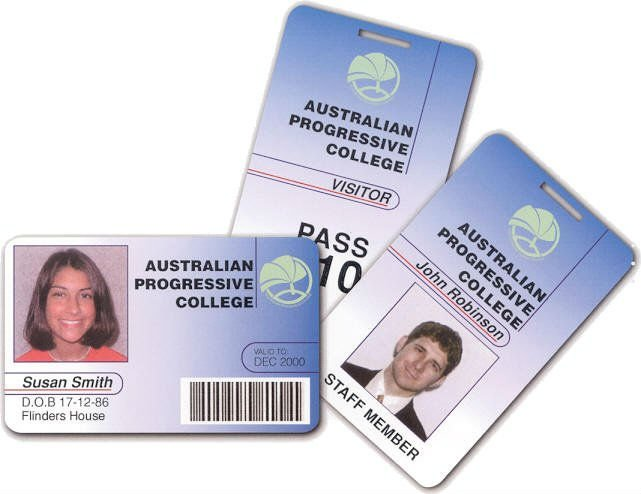 AUSTRALIAN
PROGRESSIVE
COLLEGE
VISITOR
PASS
10
AUSTRALIAN
PROGRESSIVE
COLLEGE
John Robinson
STAFF MEMBER
AUSTRALIAN
PROGRESSIVE
COLLEGE
VALID TO:
DEC 2000
Susan Smith
D.O.B 17-12-86
Flinders House